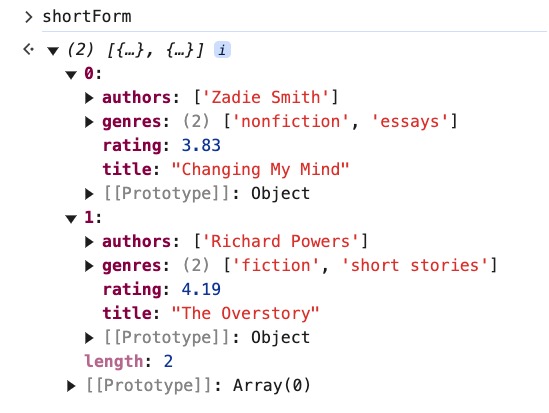 > shortForm
(2) [{…}, {…}] i
0:
authors: ['Zadie Smith']
genres: (2) ['nonfiction', 'essays']
rating: 3.83
title: "Changing My Mind"
[[Prototype]]: Object
1:
authors: ['Richard Powers']
genres: (2) ['fiction', 'short stories']
rating: 4.19
title: "The Overstory"
[[Prototype]]: Object
length: 2
[[Prototype]]: Array(0)